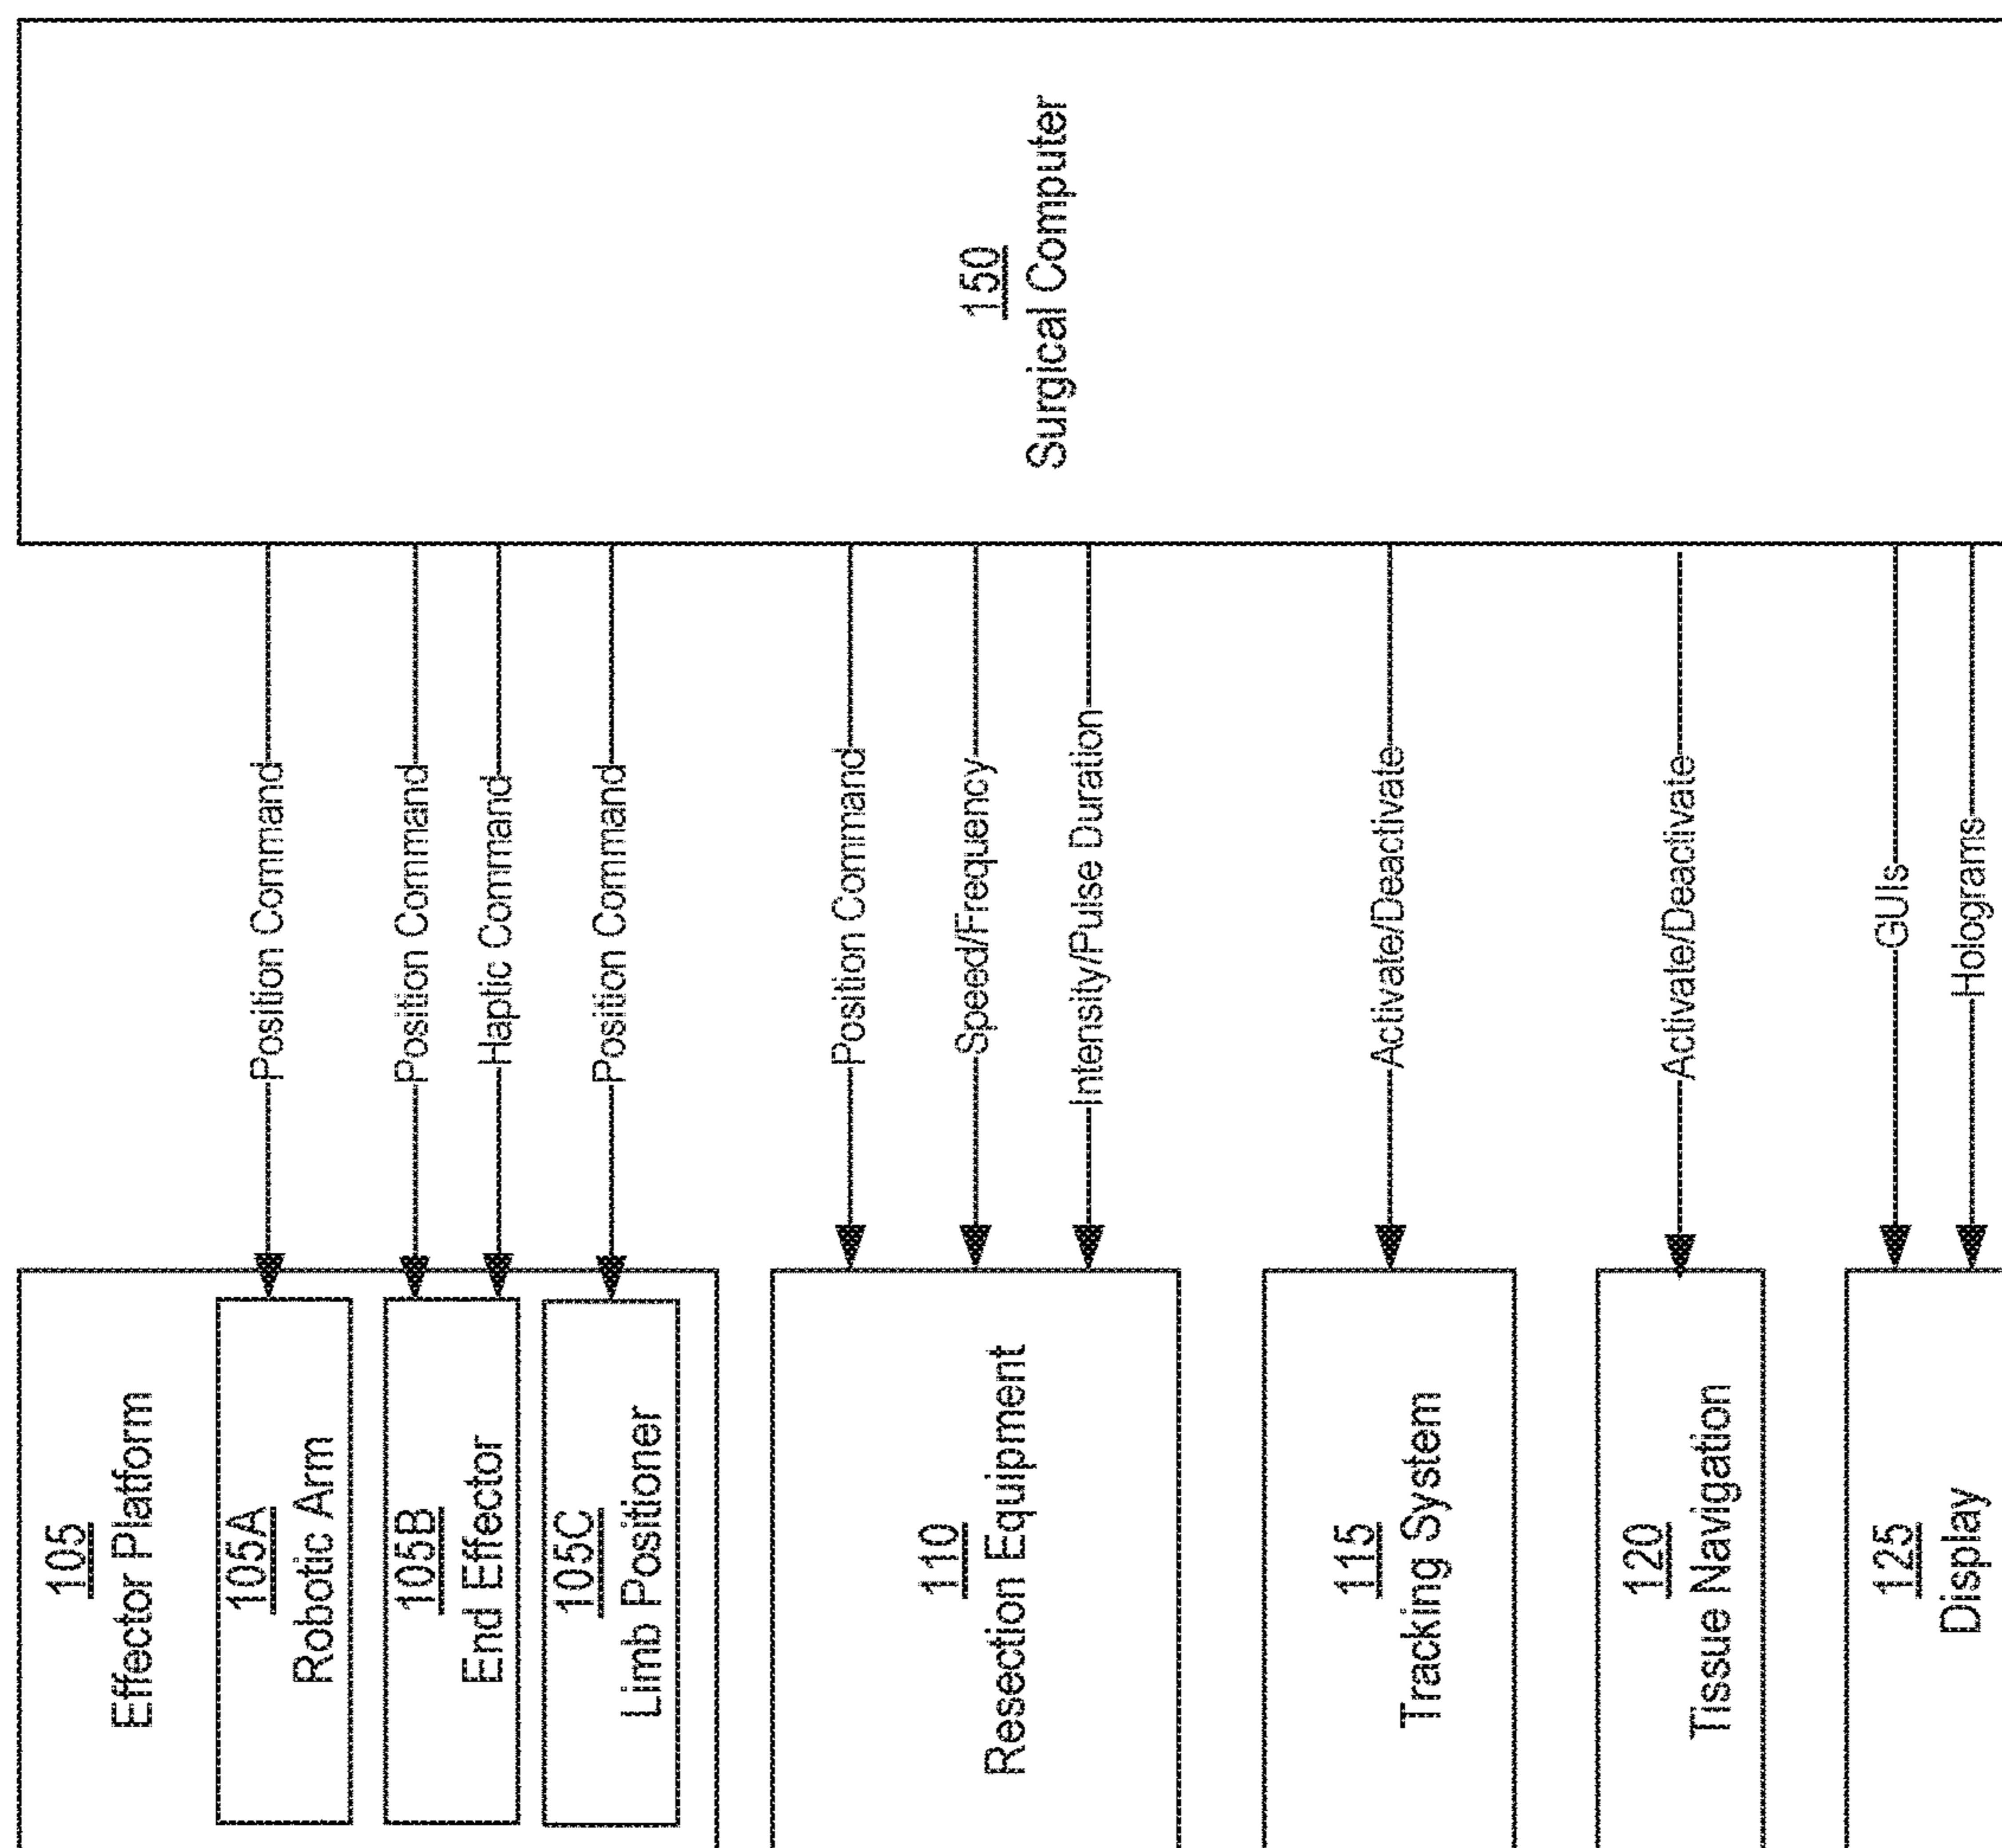 150
Surgical Computer
Position Command
Position Command
Haptic Command
Position Command
Position Command
Speed/Frequency
Intensity/Pulse Duration
Activate/Deactivate
Activate/Deactivate
GUIs
Holograms
105
Effector Platform
105A
Robotic Arm
105B
End Effector
105C
Limb Positioner
110
Resection Equipment
115
Tracking System
120
Tissue Navigation
125
Display